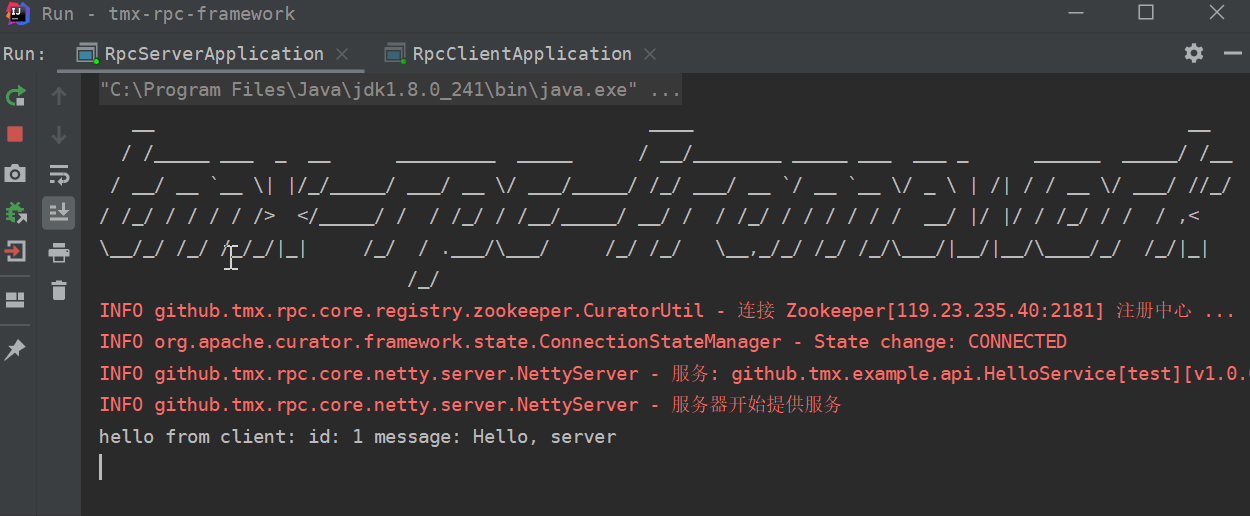 Run - tmx-rpc-framework
Run: RpcServerApplication RpcClientApplication
"C:\Program Files\Java\jdk1.8.0_241\bin\java.exe" ...
tmx-rpc-framework
INFO github.tmx.rpc.core.registry.zookeeper.CuratorUtil - 连接 Zookeeper[119.23.235.40:2181] 注册中心 ...
INFO org.apache.curator.framework.state.ConnectionStateManager - State change: CONNECTED
INFO github.tmx.rpc.core.netty.server.NettyServer - 服务: github.tmx.example.api.HelloService[test][v1.0.
INFO github.tmx.rpc.core.netty.server.NettyServer - 服务器开始提供服务
hello from client: id: 1 message: Hello, server